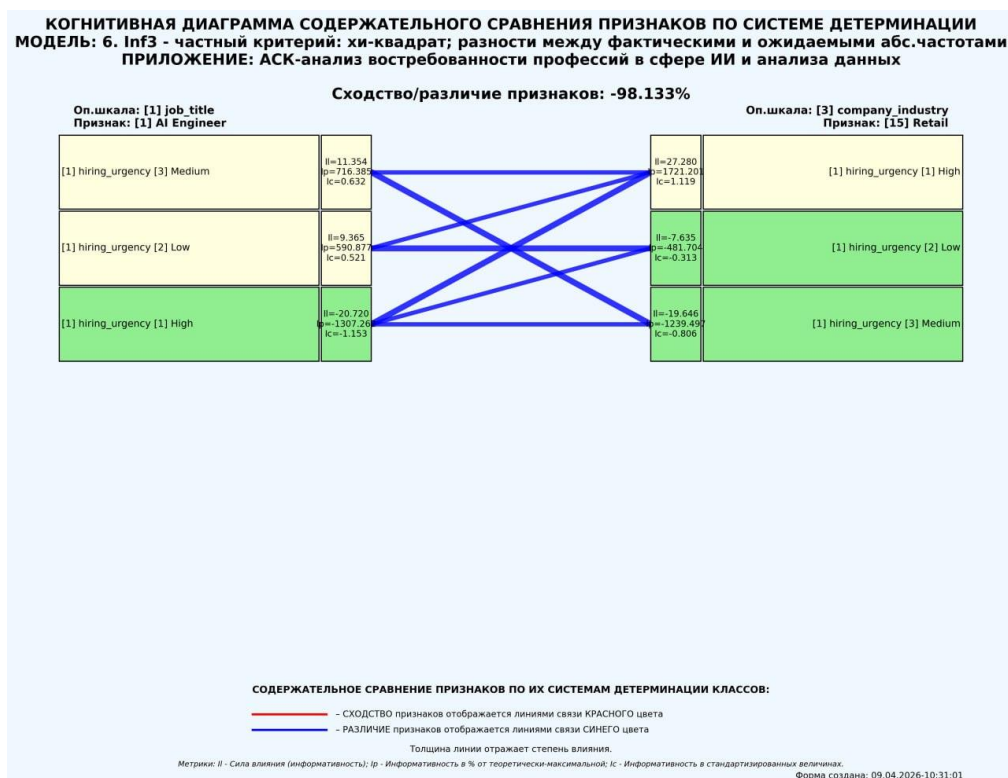 КОГНИТИВНАЯ ДИАГРАММА СОДЕРЖАТЕЛЬНОГО СРАВНЕНИЯ ПРИЗНАКОВ ПО СИСТЕМЕ ДЕТЕРМИНАЦИИ
МОДЕЛЬ: 6. Inf3 - частный критерий: хи-квадрат; разности между фактическими и ожидаемыми абс.частотами
ПРИЛОЖЕНИЕ: АСК-анализ востребованности профессий в сфере ИИ и анализа данных
Сходство/различие признаков: -98.133%
Оп.шкала: [1] job_title
Признак: [1] AI Engineer
Оп.шкала: [3] company_industry
Признак: [15] Retail
[1] hiring_urgency [3] Medium
Il=11.354
Ip=716.385
Ic=0.632
Il=27.280
Ip=1721.201
Ic=1.119
[1] hiring_urgency [1] High
[1] hiring_urgency [2] Low
Il=9.365
Ip=590.877
Ic=0.521
Il=-7.635
Ip=-481.704
Ic=-0.313
[1] hiring_urgency [2] Low
[1] hiring_urgency [1] High
Il=-20.720
Ic=-1.153
Il=-19.646
Ip=-1239.497
Ic=-0.806
[1] hiring_urgency [3] Medium
СОДЕРЖАТЕЛЬНОЕ СРАВНЕНИЕ ПРИЗНАКОВ ПО ИХ СИСТЕМАМ ДЕТЕРМИНАЦИИ КЛАССОВ:
– СХОДСТВО признаков отображается линиями связи КРАСНОГО цвета
– РАЗЛИЧИЕ признаков отображается линиями связи СИНЕГО цвета
Толщина линии отражает степень влияния.
Метрики: Il - Сила влияния (информативность); Ip - Информативность в % от теоретически-максимальной; Ic - Информативность в стандартизированных величинах.
Форма создана: 09.04.2026-10:31:01